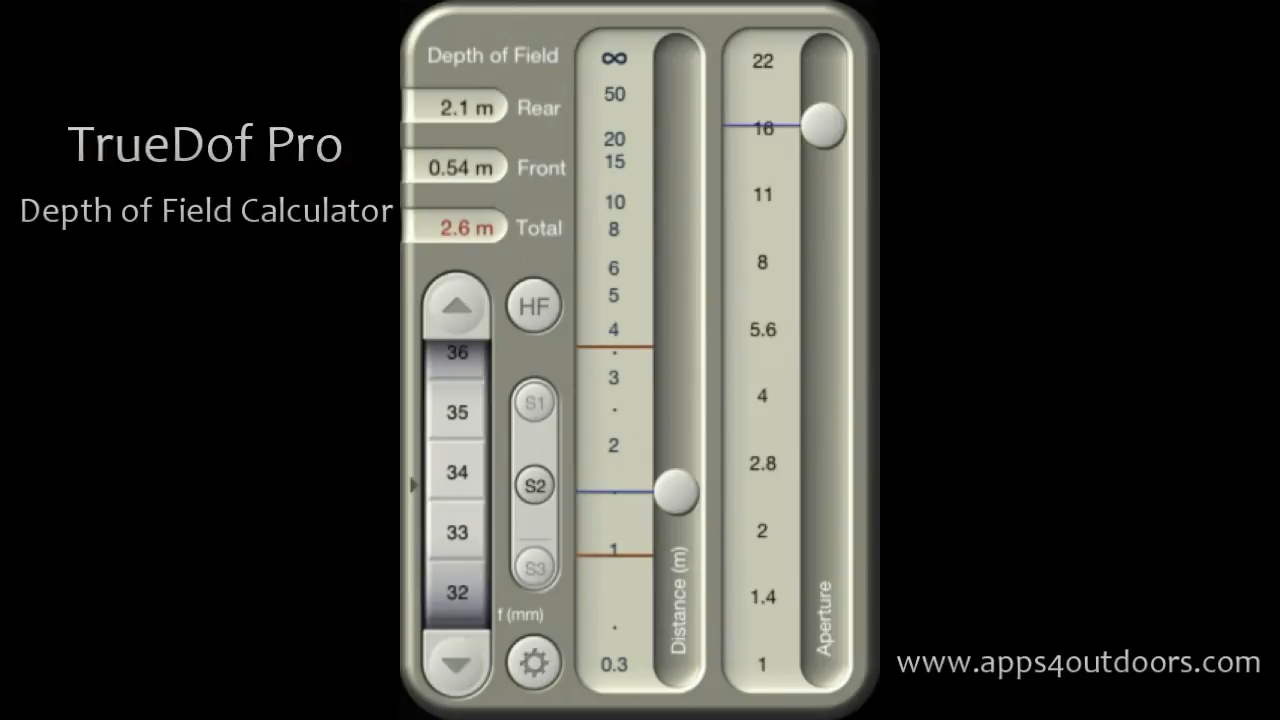 TrueDof Pro
Depth of Field Calculator
Depth of Field
2.1 m Rear
0.54 m Front
2.6 m Total
HF
36
35
34
33
32
S1
S2
S3
f (mm)
∞
50
20
15
10
8
6
5
4
3
2
1
0.3
Distance (m)
22
16
11
8
5.6
4
2.8
2
1.4
1
Aperture
www.apps4outdoors.com